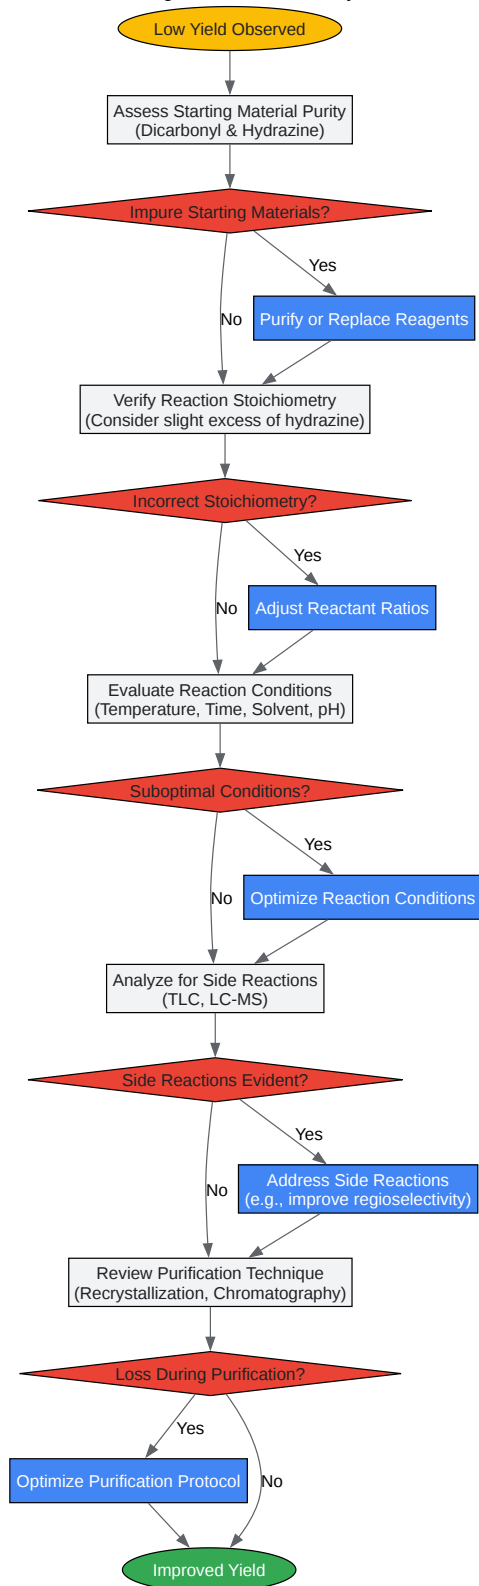 Low Yield Observed
Assess Starting Material Purity
(Dicarbonyl & Hydrazine)
Impure Starting Materials?
Yes
No
Purify or Replace Reagents
Verify Reaction Stoichiometry
(Consider slight excess of hydrazine)
Incorrect Stoichiometry?
Yes
No
Adjust Reactant Ratios
Evaluate Reaction Conditions
(Temperature, Time, Solvent, pH)
Suboptimal Conditions?
Yes
No
Optimize Reaction Conditions
Analyze for Side Reactions
(TLC, LC-MS)
Side Reactions Evident?
Yes
No
Address Side Reactions
(e.g., improve regioselectivity)
Review Purification Technique
(Recrystallization, Chromatography)
Loss During Purification?
Yes
No
Optimize Purification Protocol
Improved Yield